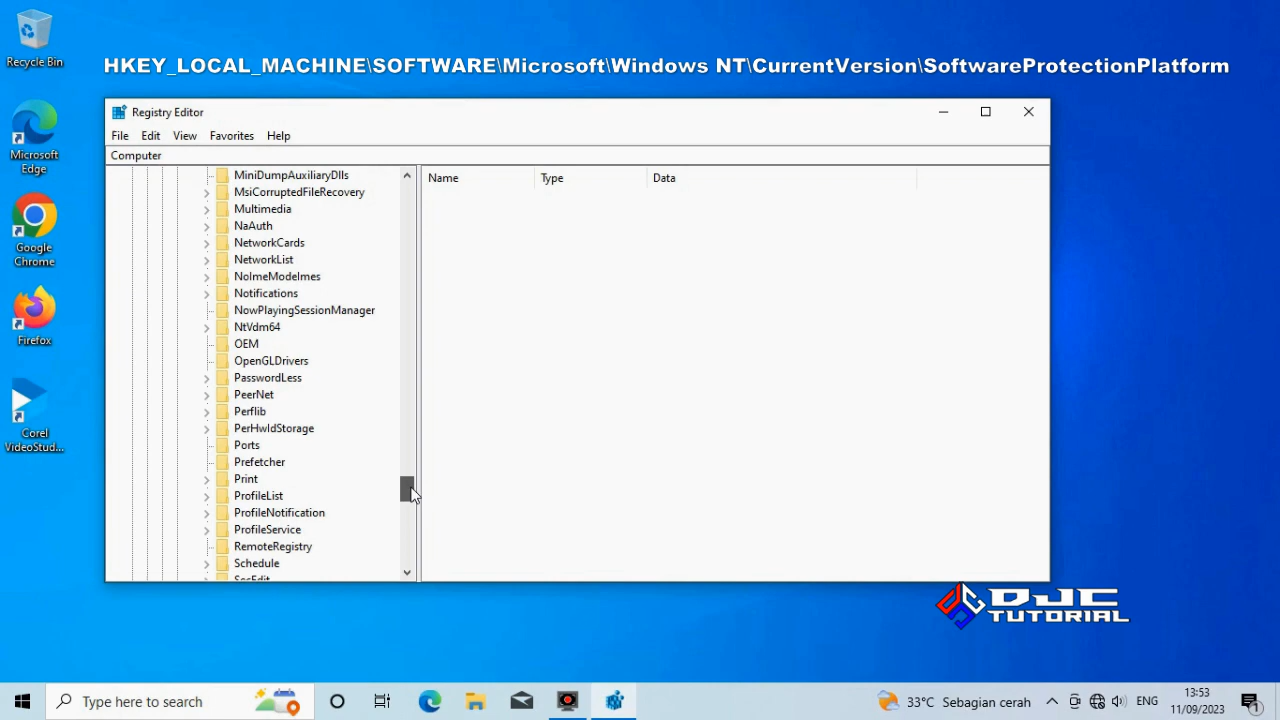 Recycle Bin
HKEY_LOCAL_MACHINE\SOFTWARE\Microsoft\Windows NT\CurrentVersion\SoftwareProtectionPlatform
Registry Editor
File Edit View Favorites Help
Computer
Microsoft
Edge
Google
Chrome
Firefox
Corel
VideoStud...
MiniDumpAuxiliaryDlls
MsiCorruptedFileRecovery
Multimedia
NaAuth
NetworkCards
NetworkList
NoImeModeImes
Notifications
NowPlayingSessionManager
NtVdm64
OEM
OpenGLDrivers
PasswordLess
PeerNet
Perflib
PerHwIdStorage
Ports
Prefetcher
Print
ProfileList
ProfileNotification
ProfileService
RemoteRegistry
Schedule
SecEdit
Name Type Data
DJC
TUTORIAL
Type here to search
33°C Sebagian cerah
ENG
13:53
11/09/2023
1